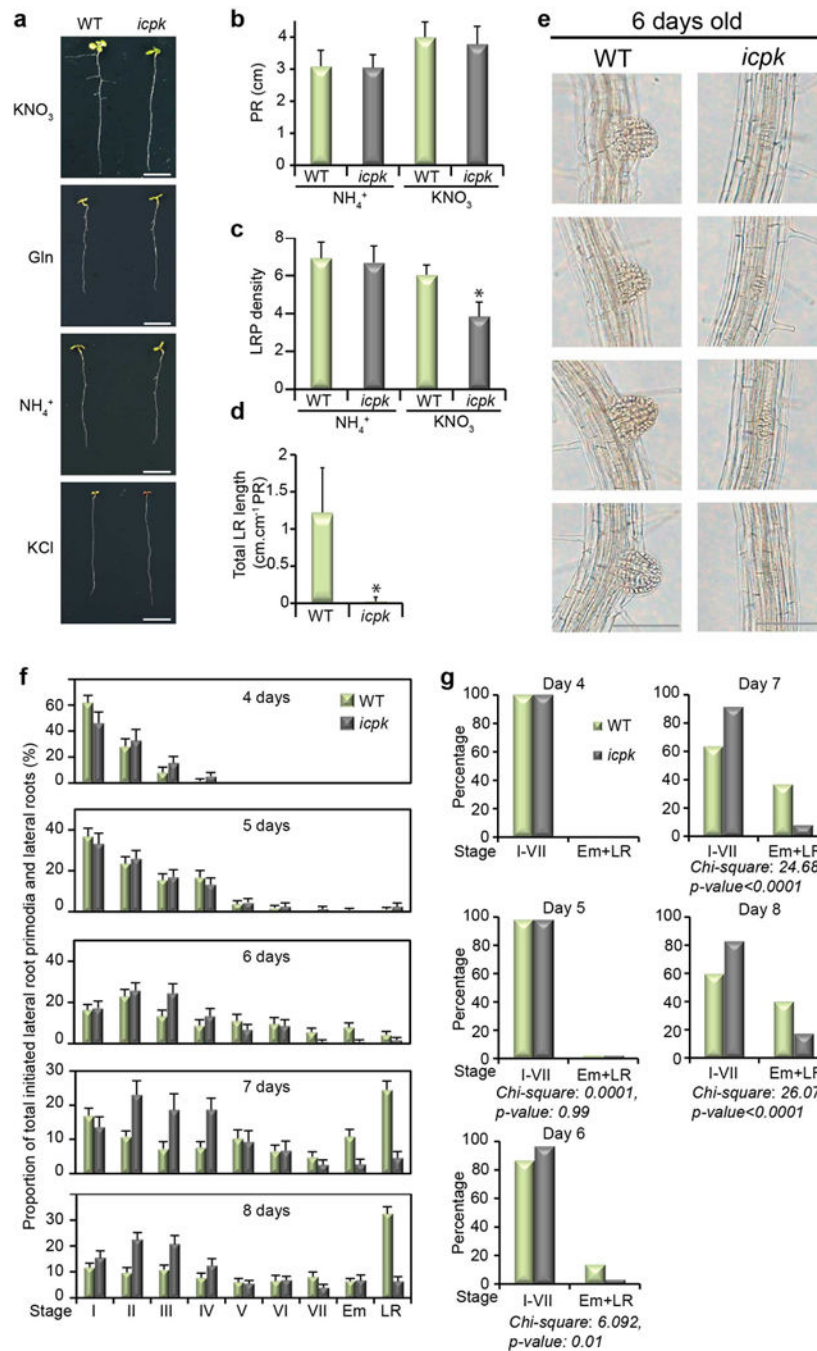 a
WT icpk
KNO3
Gln
NH4+
KCl
b
PR (cm)
4
3
2
1
0
WT icpk WT icpk
NH4+ KNO3
c
LRP density
8
6
4
2
0
*
WT icpk WT icpk
NH4+ KNO3
d
Total LR length
(cm.cm-1 PR)
2
1.5
1
0.5
0
*
WT icpk
e
6 days old
WT icpk
f
Proportion of total initiated lateral root primodia and lateral roots (%)
4 days
WT
icpk
60
40
20
0
5 days
40
20
0
6 days
40
20
0
7 days
30
20
10
0
8 days
30
20
10
0
Stage I II III IV V VI VII Em LR
g
Day 4
Percentage
100
80
60
40
20
0
WT
icpk
Stage I-VII Em+LR
Day 7
Percentage
100
80
60
40
20
0
I-VII Em+LR
Chi-square: 24.68
p-value<0.0001
Day 5
Percentage
100
80
60
40
20
0
Stage I-VII Em+LR
Chi-square: 0.0001,
p-value: 0.99
Day 8
100
80
60
40
20
0
I-VII Em+LR
Chi-square: 26.07
p-value<0.0001
Day 6
Percentage
100
80
60
40
20
0
Stage I-VII Em+LR
Chi-square: 6.092,
p-value: 0.01